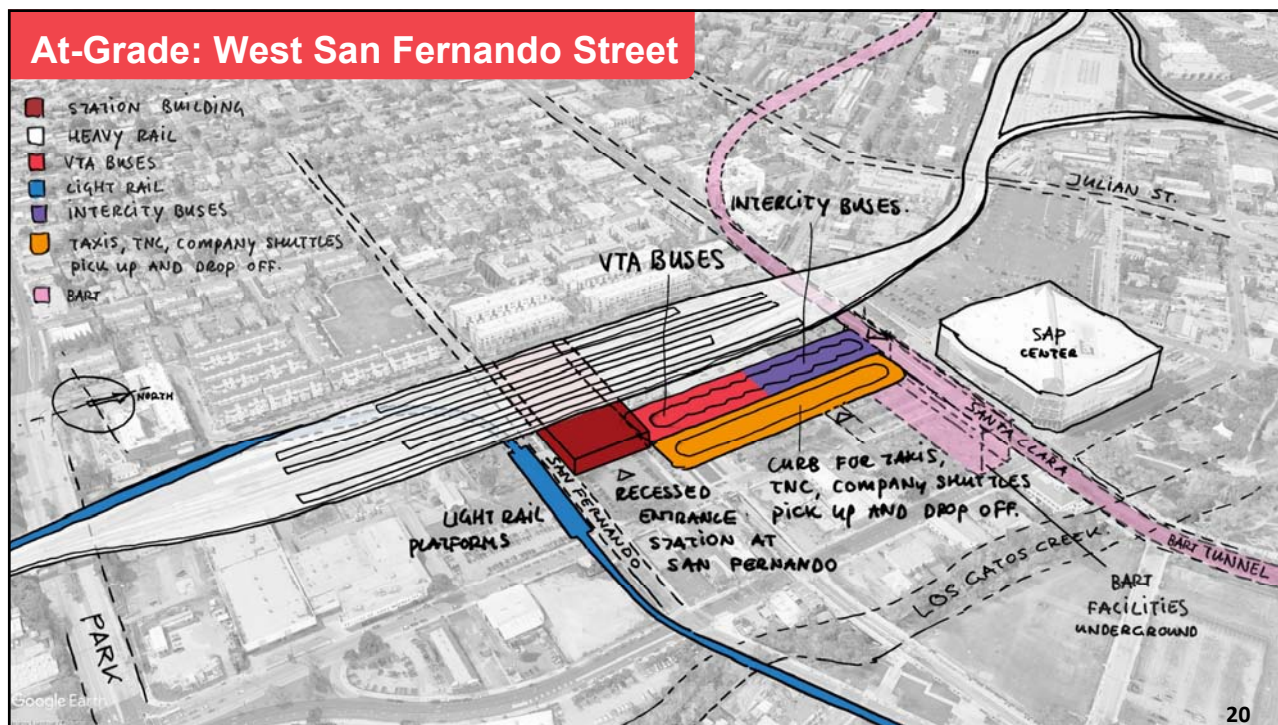 At-Grade: West San Fernando Street
STATION BUILDING
HEAVY RAIL
VTA BUSES
LIGHT RAIL
INTERCITY BUSES
TAXIS, TNC, COMPANY SHUTTLES
PICK UP AND DROP OFF.
BART
JULIAN ST.
INTERCITY BUSES.
VTA BUSES
SAP
CENTER
NORTH
SANTA CLARA
SAN FERNANDO
CURB FOR TAXIS,
TNC, COMPANY SHUTTLES
PICK UP AND DROP OFF.
RECESSED
ENTRANCE
STATION AT
SAN FERNANDO
LIGHT RAIL
PLATFORMS
BART TUNNEL
LOS GATOS CREEK
BART
FACILITIES
UNDERGROUND
PARK
Google Earth
20